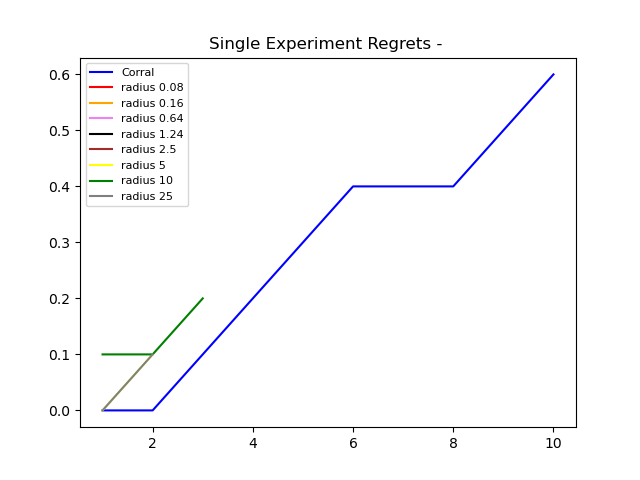 Single Experiment Regrets -
Corral
radius 0.08
radius 0.16
radius 0.64
radius 1.24
radius 2.5
radius 5
radius 10
radius 25
0.6
0.5
0.4
0.3
0.2
0.1
0.0
2 4 6 8 10